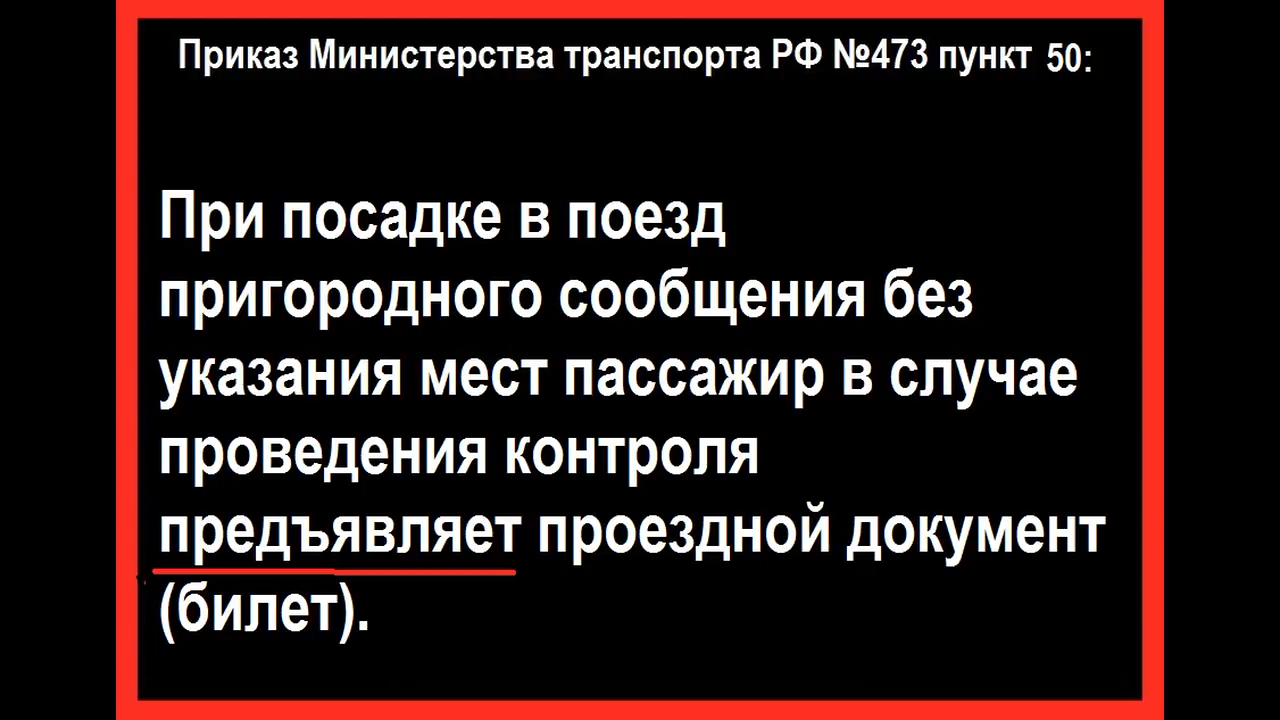 Приказ Министерства транспорта РФ №473 пункт 50:
При посадке в поезд
пригородного сообщения без
указания мест пассажир в случае
проведения контроля
предъявляет проездной документ
(билет).